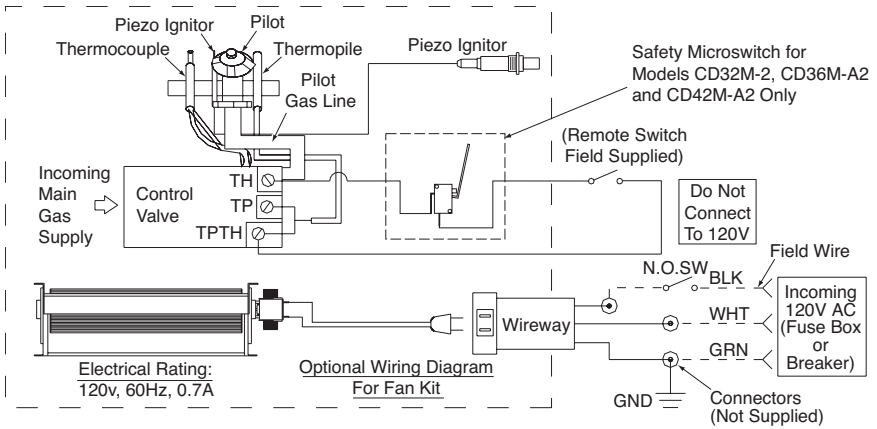 Piezo Ignitor
Pilot
Thermocouple
Thermopile
Pilot
Gas Line
Piezo Ignitor
Safety Microswitch for
Models CD32M-2, CD36M-A2
and CD42M-A2 Only
(Remote Switch
Field Supplied)
Incoming
Main
Gas
Supply
Control
Valve
TH
TP
TPTH
Do Not
Connect
To 120V
Field Wire
N.O.SW
BLK
WHT
GRN
Incoming
120V AC
(Fuse Box
or
Breaker)
Wireway
Electrical Rating:
120v, 60Hz, 0.7A
Optional Wiring Diagram
For Fan Kit
GND
Connectors
(Not Supplied)